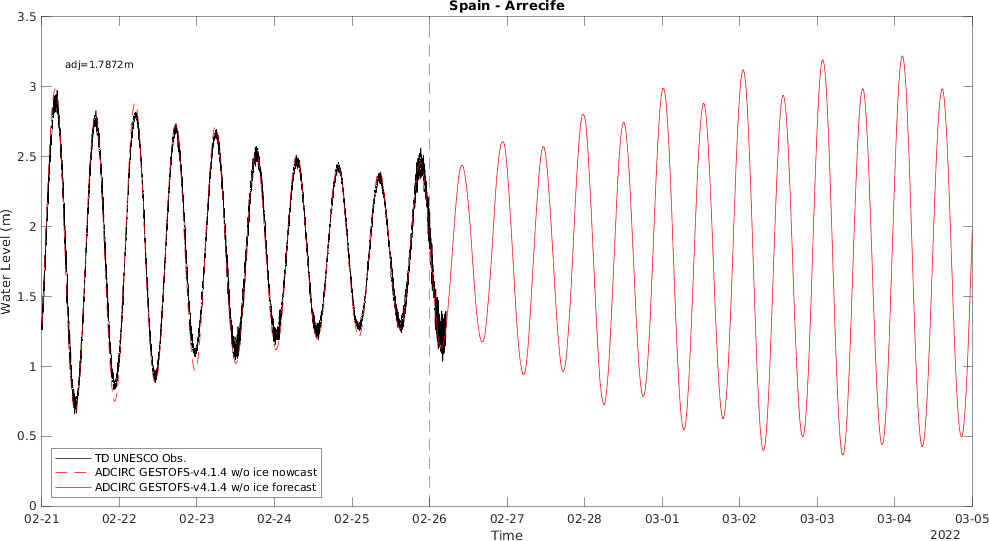 Spain - Arrecife
adj=1.7872m
Water Level (m)
3.5
3
2.5
2
1.5
1
0.5
0
TD UNESCO Obs.
ADCIRC GESTOFS-v4.1.4 w/o ice nowcast
ADCIRC GESTOFS-v4.1.4 w/o ice forecast
02-21 02-22 02-23 02-24 02-25 02-26 02-27 02-28 03-01 03-02 03-03 03-04 03-05
Time
2022